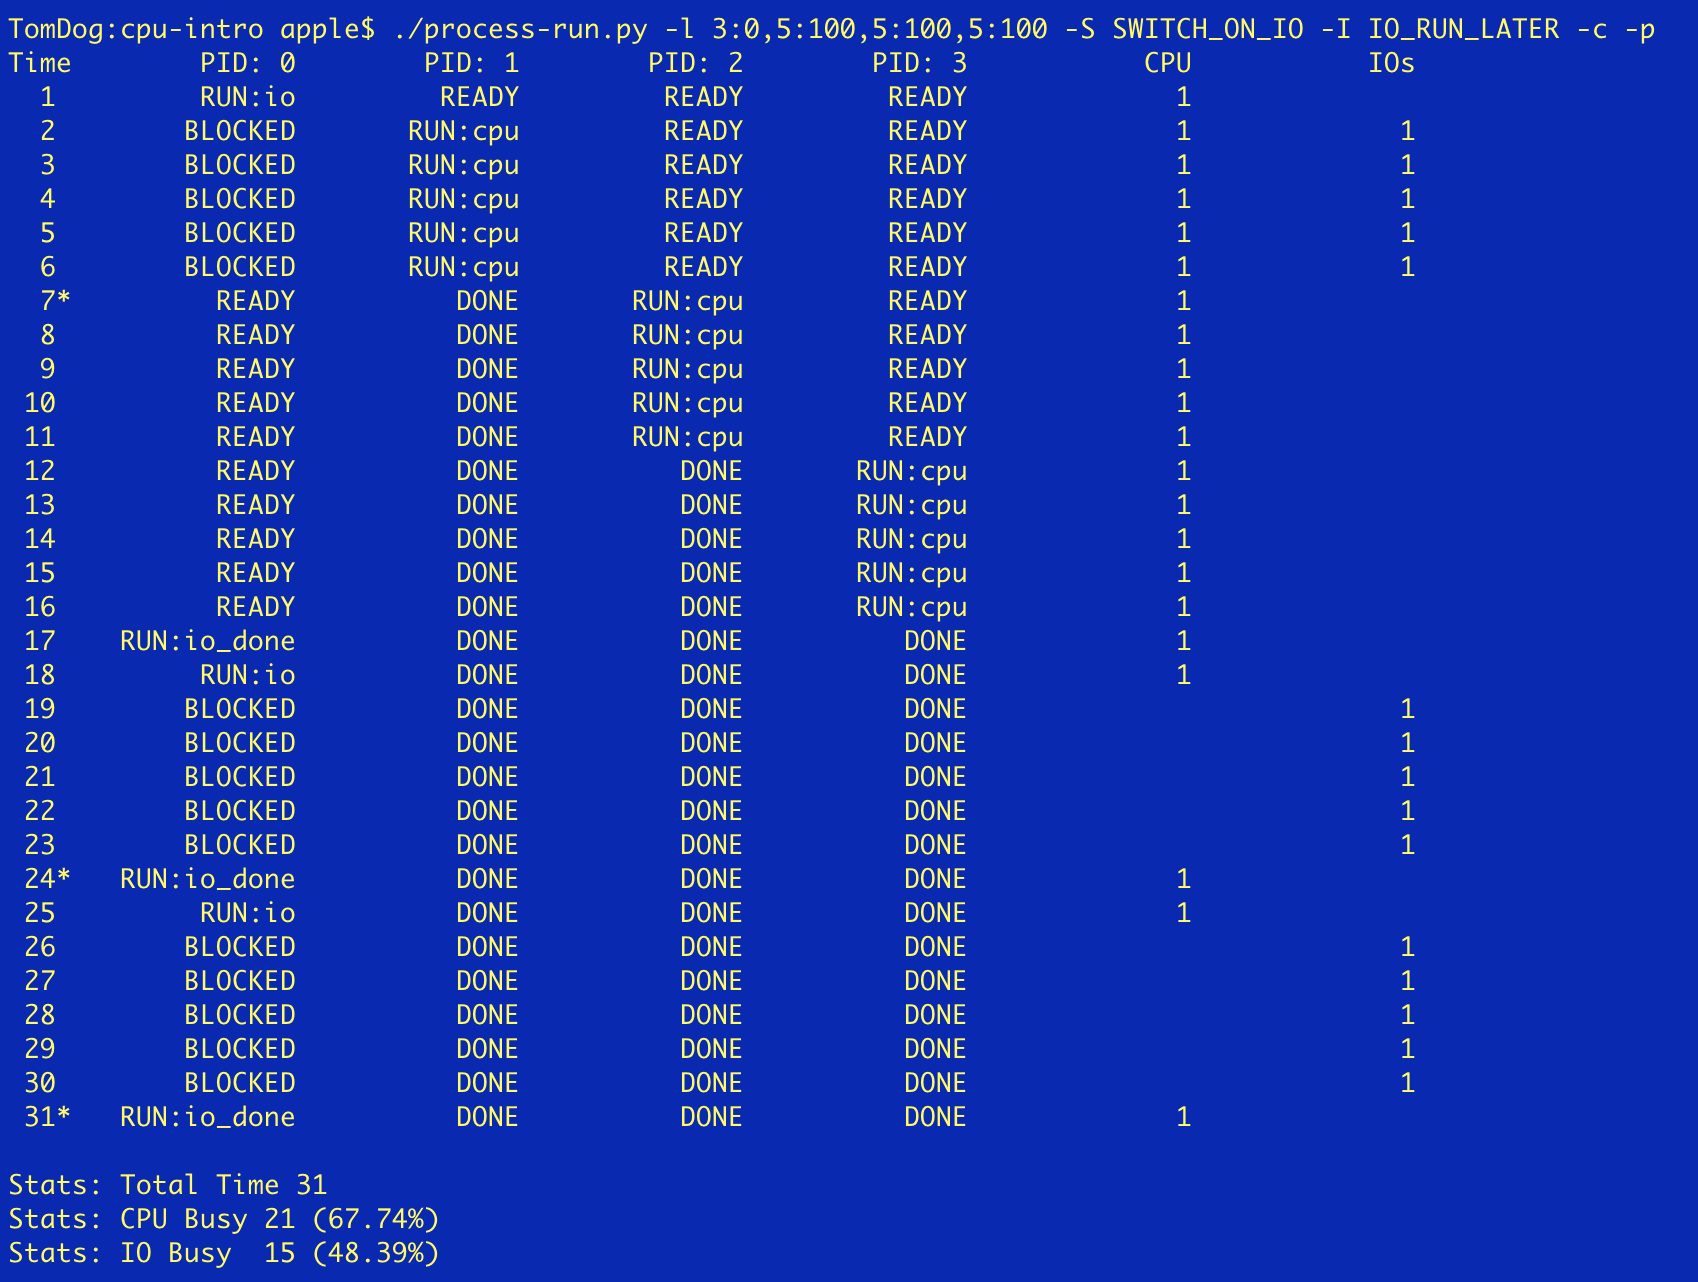 TomDog:cpu-intro apple$ ./process-run.py -l 3:0,5:100,5:100,5:100 -S SWITCH_ON_IO -I IO_RUN_LATER -c -p
Time        PID: 0        PID: 1        PID: 2        PID: 3           CPU           IOs
  1         RUN:io         READY         READY         READY             1
  2        BLOCKED       RUN:cpu         READY         READY             1             1
  3        BLOCKED       RUN:cpu         READY         READY             1             1
  4        BLOCKED       RUN:cpu         READY         READY             1             1
  5        BLOCKED       RUN:cpu         READY         READY             1             1
  6        BLOCKED       RUN:cpu         READY         READY             1             1
  7*         READY          DONE       RUN:cpu         READY             1
  8          READY          DONE       RUN:cpu         READY             1
  9          READY          DONE       RUN:cpu         READY             1
 10          READY          DONE       RUN:cpu         READY             1
 11          READY          DONE       RUN:cpu         READY             1
 12          READY          DONE          DONE       RUN:cpu             1
 13          READY          DONE          DONE       RUN:cpu             1
 14          READY          DONE          DONE       RUN:cpu             1
 15          READY          DONE          DONE       RUN:cpu             1
 16          READY          DONE          DONE       RUN:cpu             1
 17    RUN:io_done          DONE          DONE          DONE             1
 18         RUN:io          DONE          DONE          DONE             1
 19        BLOCKED          DONE          DONE          DONE                           1
 20        BLOCKED          DONE          DONE          DONE                           1
 21        BLOCKED          DONE          DONE          DONE                           1
 22        BLOCKED          DONE          DONE          DONE                           1
 23        BLOCKED          DONE          DONE          DONE                           1
 24*   RUN:io_done          DONE          DONE          DONE             1
 25         RUN:io          DONE          DONE          DONE             1
 26        BLOCKED          DONE          DONE          DONE                           1
 27        BLOCKED          DONE          DONE          DONE                           1
 28        BLOCKED          DONE          DONE          DONE                           1
 29        BLOCKED          DONE          DONE          DONE                           1
 30        BLOCKED          DONE          DONE          DONE                           1
 31*   RUN:io_done          DONE          DONE          DONE             1

Stats: Total Time 31
Stats: CPU Busy 21 (67.74%)
Stats: IO Busy  15 (48.39%)